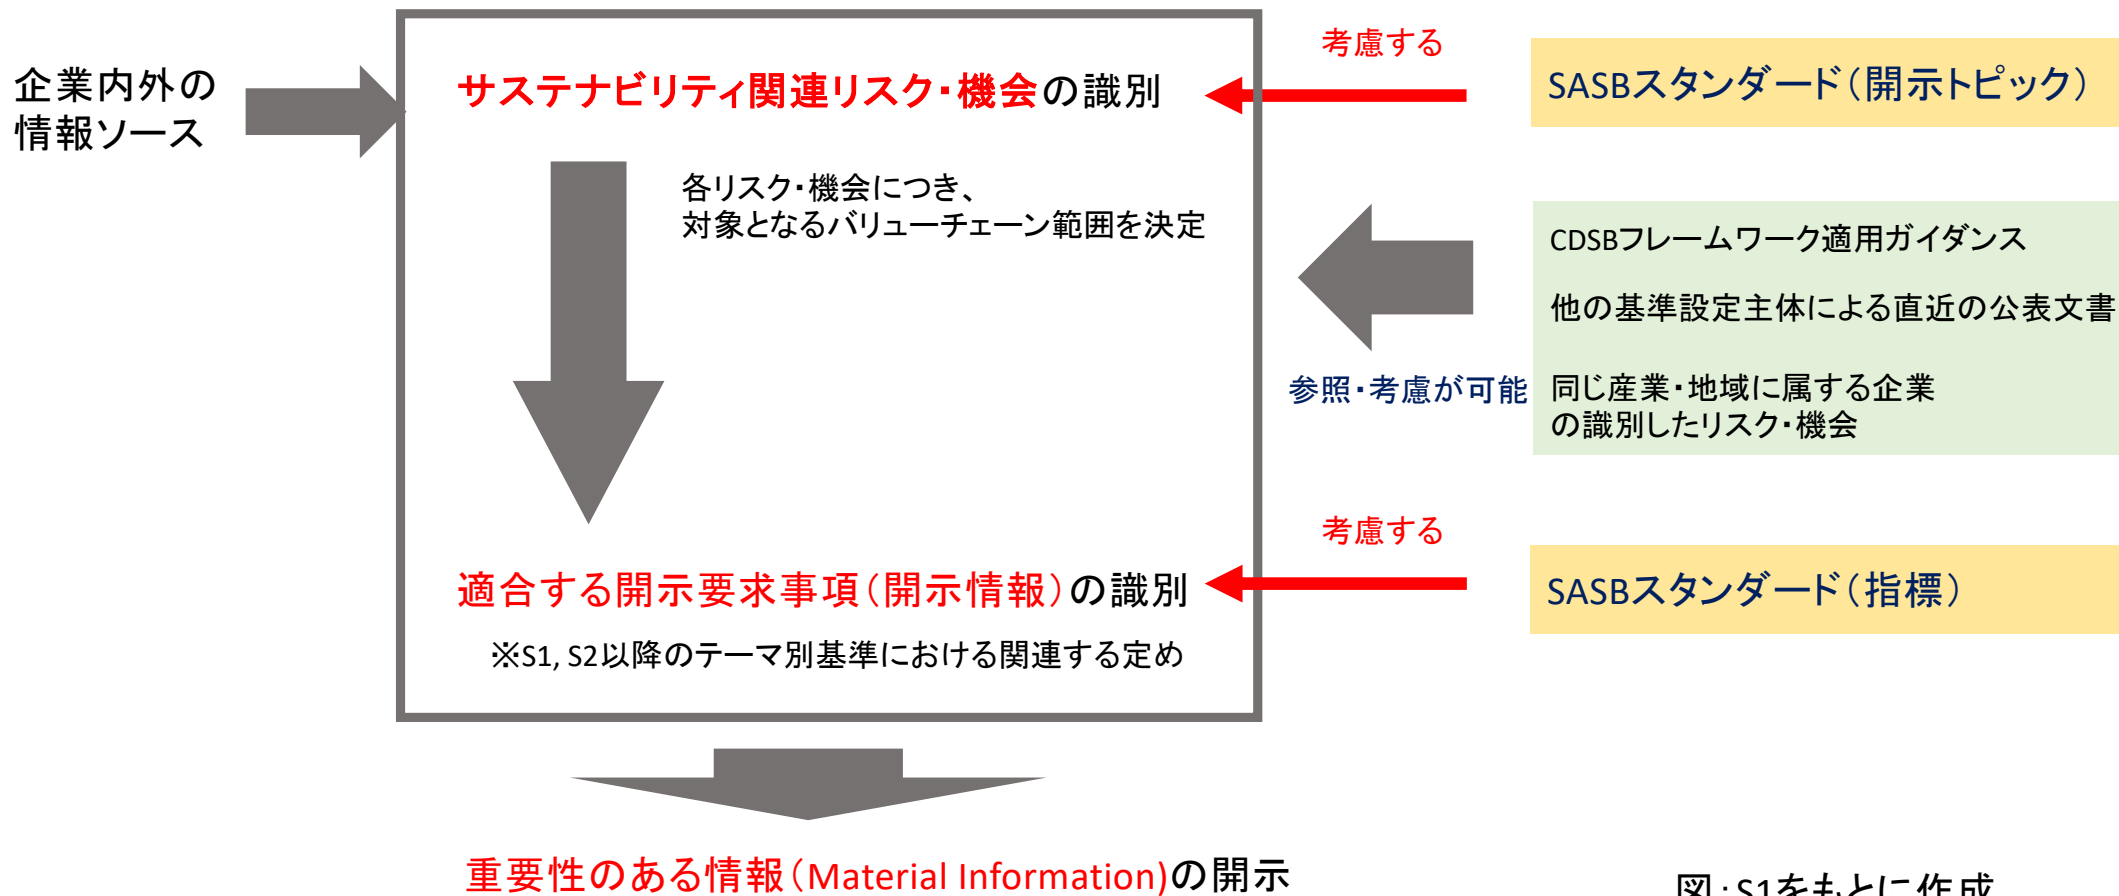 企業内外の
情報ソース
サステナビリティ関連リスク・機会の識別
各リスク・機会につき、
対象となるバリューチェーン範囲を決定
適合する開示要求事項（開示情報）の識別
※S1, S2以降のテーマ別基準における関連する定め
重要性のある情報（Material Information)の開示
考慮する
SASBスタンダード（開示トピック）
参照・考慮が可能
CDSBフレームワーク適用ガイダンス
他の基準設定主体による直近の公表文書
同じ産業・地域に属する企業
の識別したリスク・機会
考慮する
SASBスタンダード（指標）
図：S1をもとに作成